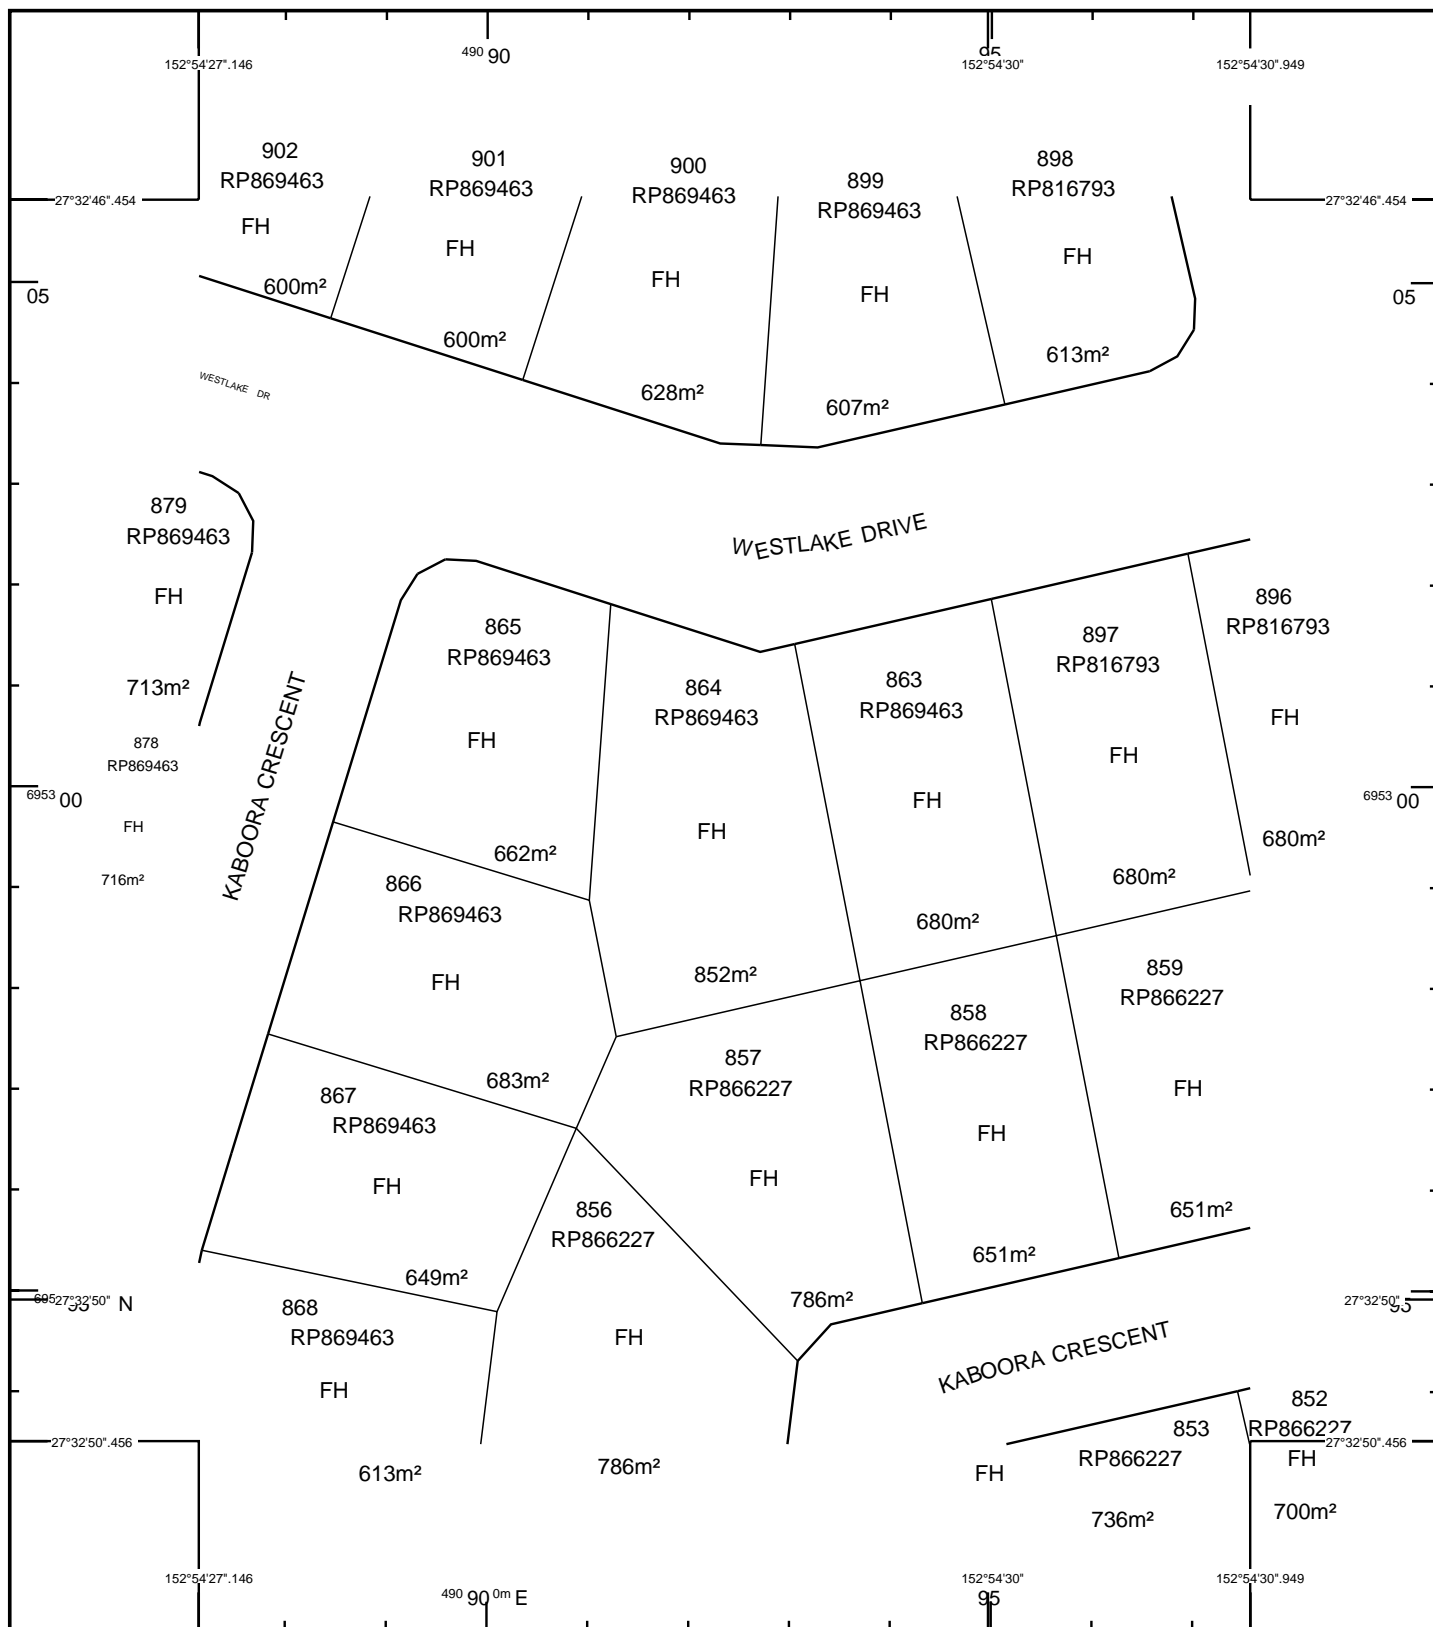 490 90
95
152°54'27".146
152°54'30"
152°54'30".949
902
RP869463
FH
600m²
901
RP869463
FH
600m²
900
RP869463
FH
628m²
899
RP869463
FH
607m²
898
RP816793
FH
613m²
27°32'46".454
27°32'46".454
05
05
WESTLAKE DR
WESTLAKE DRIVE
879
RP869463
FH
713m²
878
RP869463
FH
716m²
KABOORA CRESCENT
865
RP869463
FH
662m²
864
RP869463
FH
852m²
863
RP869463
FH
680m²
897
RP816793
FH
680m²
896
RP816793
FH
680m²
6953 00
6953 00
866
RP869463
FH
683m²
867
RP869463
FH
649m²
857
RP866227
FH
786m²
858
RP866227
FH
651m²
859
RP866227
FH
651m²
856
RP866227
FH
786m²
27°32'50" N
27°32'50"
95
868
RP869463
FH
613m²
KABOORA CRESCENT
853
RP866227
FH
736m²
852
RP866227
FH
700m²
27°32'50".456
27°32'50".456
152°54'27".146
152°54'30"
152°54'30".949
490 90 0m E
95